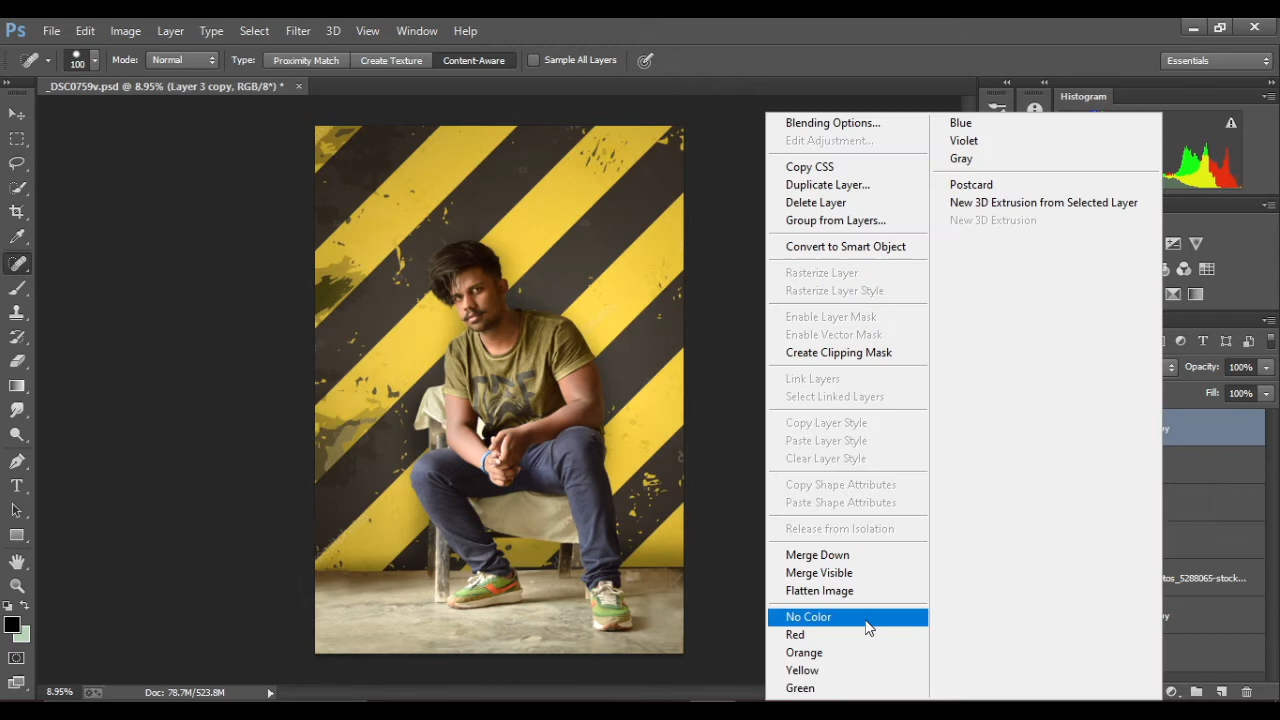 Ps File Edit Image Layer Type Select Filter 3D View Window Help
100 Mode: Normal Type: Proximity Match Create Texture Content-Aware Sample All Layers Essentials
_DSC0759v.psd @ 8.95% (Layer 3 copy, RGB/8*) * ×
Histogram
Blending Options...
Edit Adjustment...
Copy CSS
Duplicate Layer...
Delete Layer
Group from Layers...
Convert to Smart Object
Rasterize Layer
Rasterize Layer Style
Enable Layer Mask
Enable Vector Mask
Create Clipping Mask
Link Layers
Select Linked Layers
Copy Layer Style
Paste Layer Style
Clear Layer Style
Copy Shape Attributes
Paste Shape Attributes
Release from Isolation
Merge Down
Merge Visible
Flatten Image
No Color
Red
Orange
Yellow
Green
Blue
Violet
Gray
Postcard
New 3D Extrusion from Selected Layer
New 3D Extrusion
Opacity: 100%
Fill: 100%
py
tos_5288065-stock...
py
8.95% Doc: 78.7M/523.8M